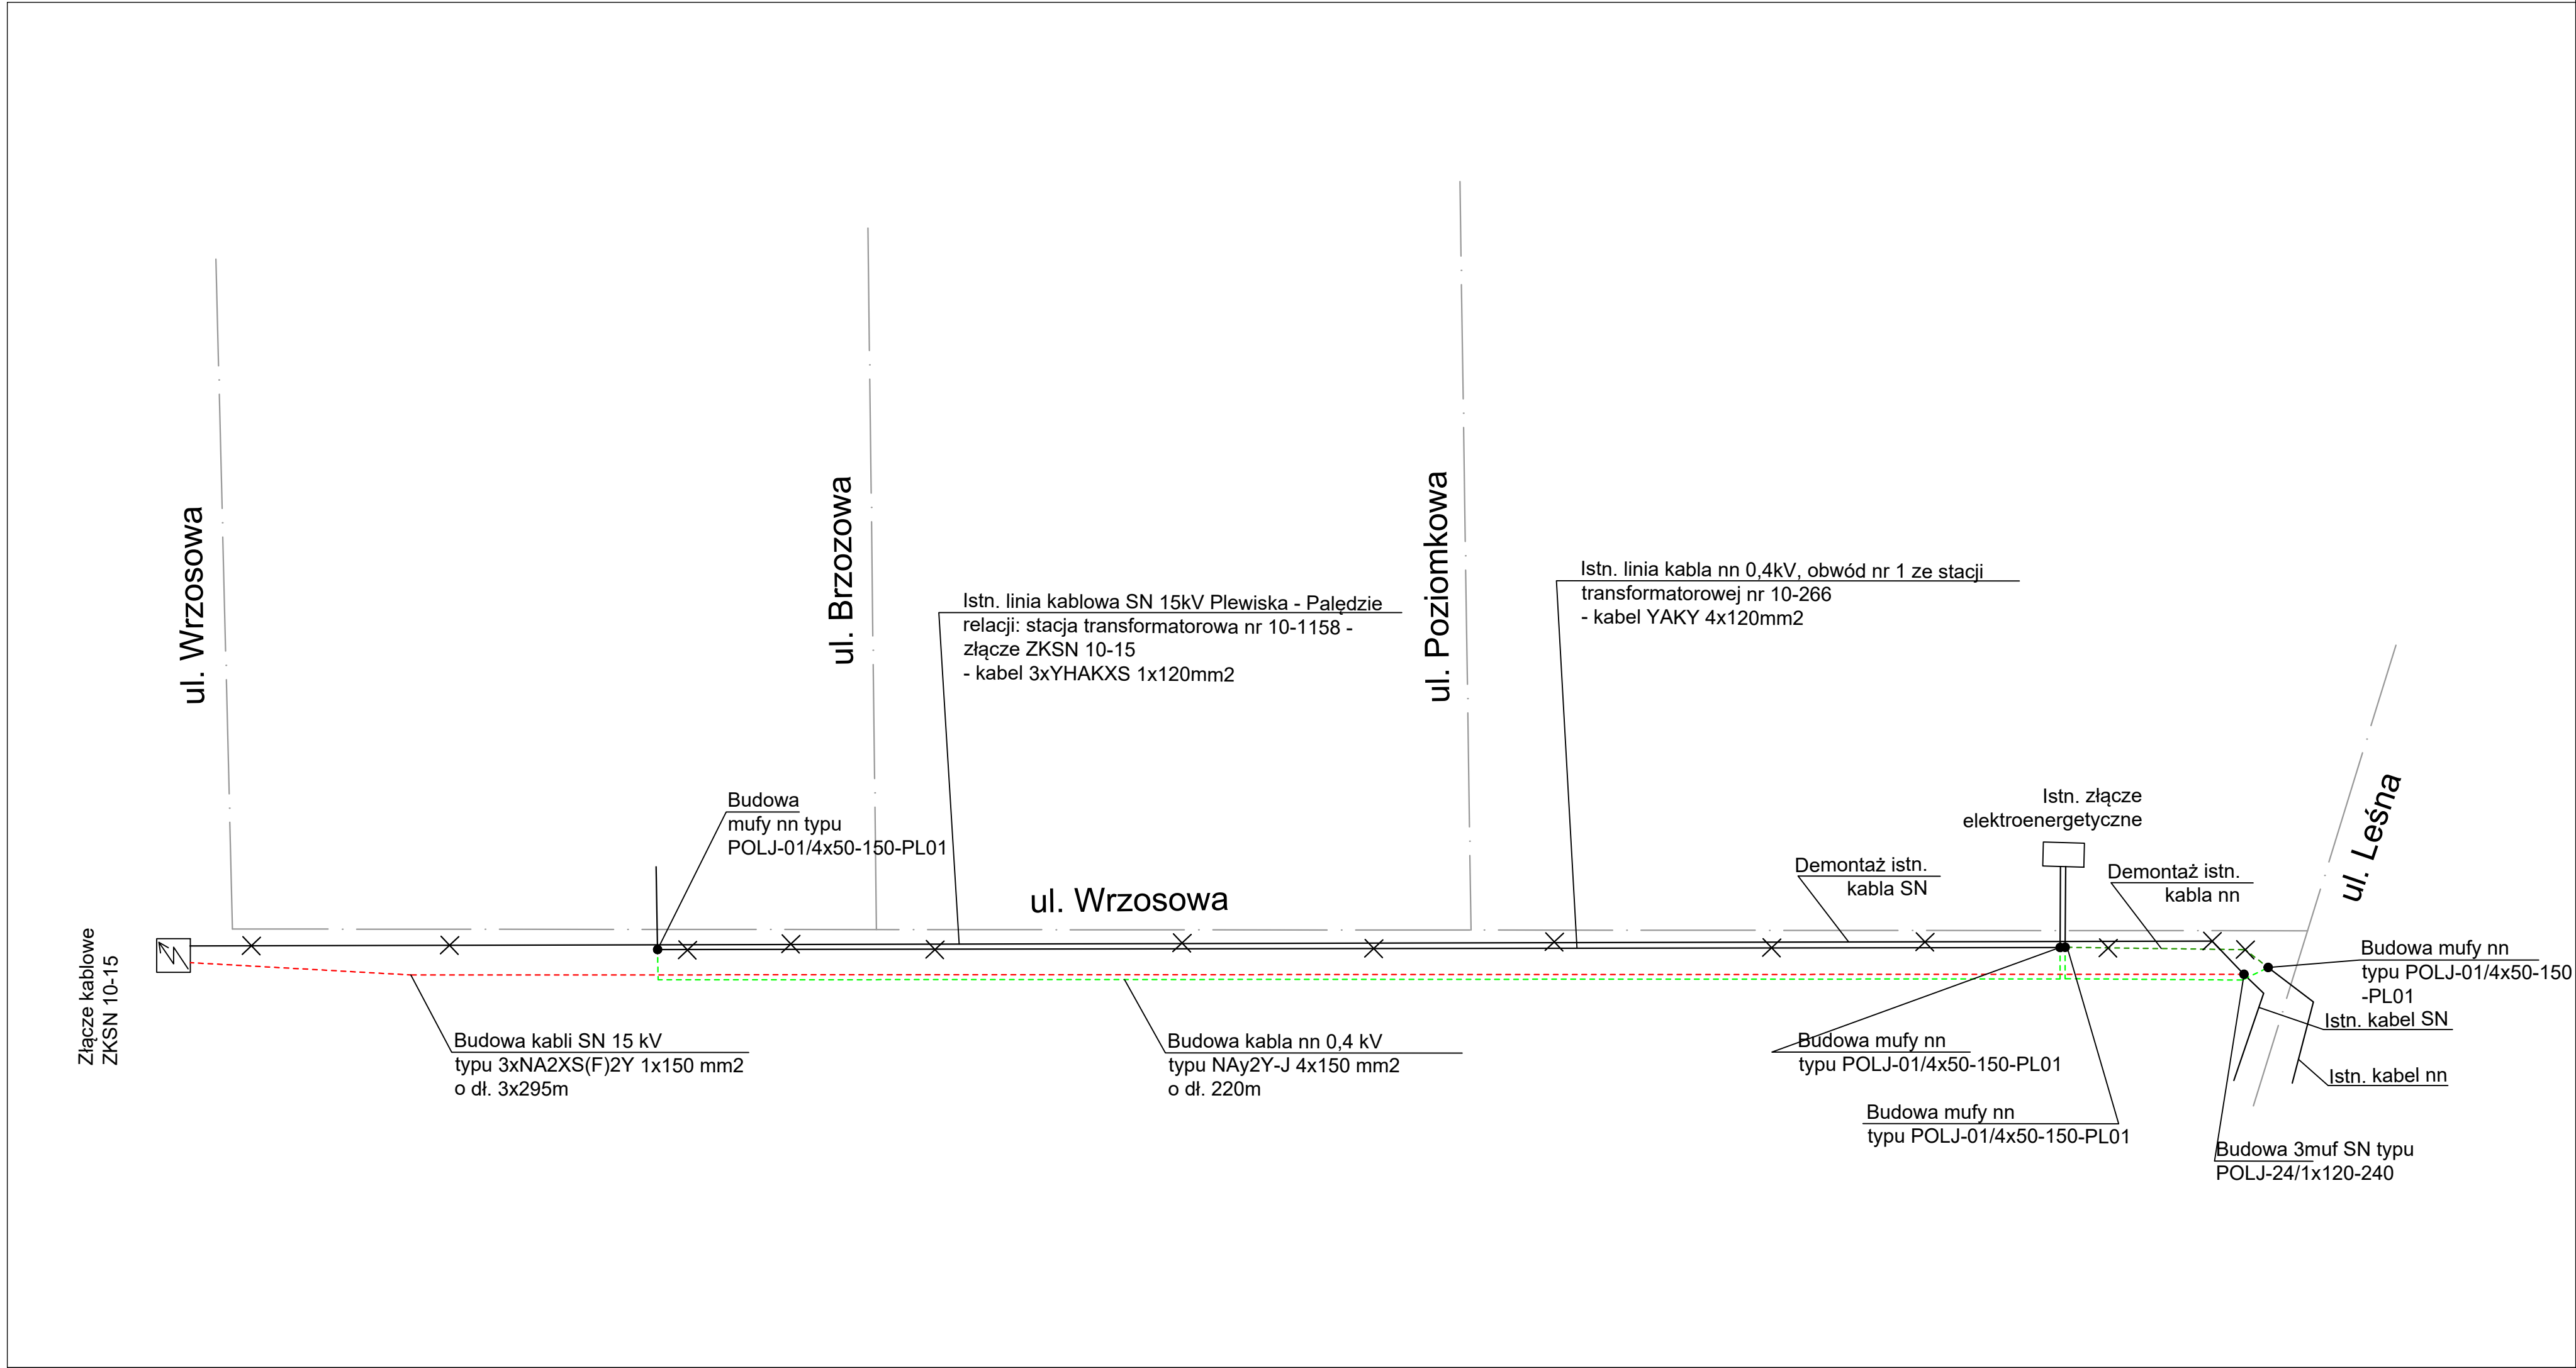 ul. Wrzosowa
ul. Brzozowa
ul. Poziomkowa
Istn. linia kablowa SN 15kV Plewiska - Palędzie
relacji: stacja transformatorowa nr 10-1158 -
złącze ZKSN 10-15
- kabel 3xYHAKXS 1x120mm2
Istn. linia kabla nn 0,4kV, obwód nr 1 ze stacji
transformatorowej nr 10-266
- kabel YAKY 4x120mm2
Budowa
mufy nn typu
POLJ-01/4x50-150-PL01
ul. Wrzosowa
Istn. złącze
elektroenergetyczne
Demontaż istn.
kabla SN
Demontaż istn.
kabla nn
ul. Leśna
Złącze kablowe
ZKSN 10-15
Budowa mufy nn
typu POLJ-01/4x50-150
-PL01
Istn. kabel SN
Istn. kabel nn
Budowa kabli SN 15 kV
typu 3xNA2XS(F)2Y 1x150 mm2
o dł. 3x295m
Budowa kabla nn 0,4 kV
typu NAy2Y-J 4x150 mm2
o dł. 220m
Budowa mufy nn
typu POLJ-01/4x50-150-PL01
Budowa mufy nn
typu POLJ-01/4x50-150-PL01
Budowa 3muf SN typu
POLJ-24/1x120-240